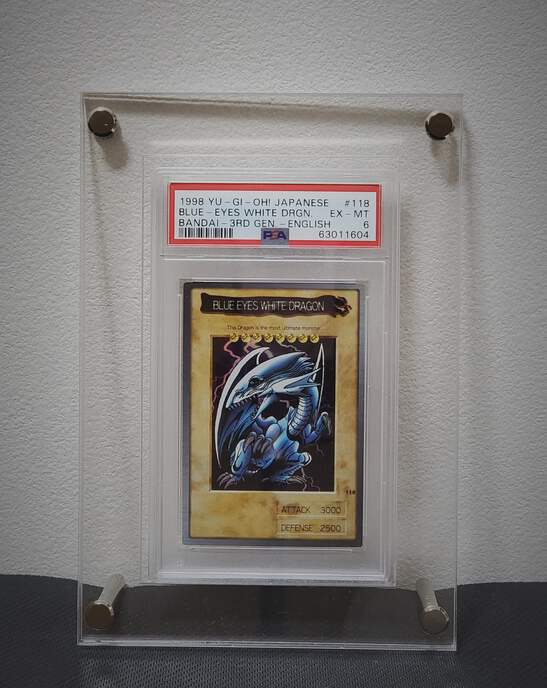 1998 YU-GI-OH! JAPANESE #118
BLUE-EYES WHITE DRGN. EX-MT
BANDAI-3RD GEN.-ENGLISH 6
PSA 63011604
BLUE EYES WHITE DRAGON
This Dragon is the most ultimate monster
118
ATTACK 3000
DEFENSE 2500